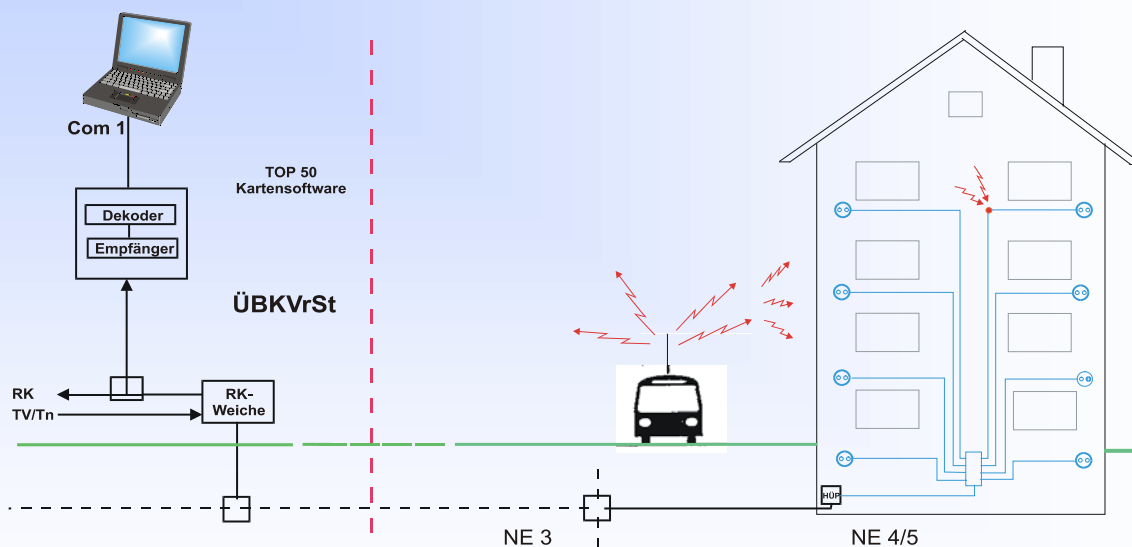 Com 1
TOP 50
Kartensoftware
Dekoder
Empfänger
ÜBKVrSt
RK
TV/Tn
RK-
Weiche
HÜP
NE 3
NE 4/5